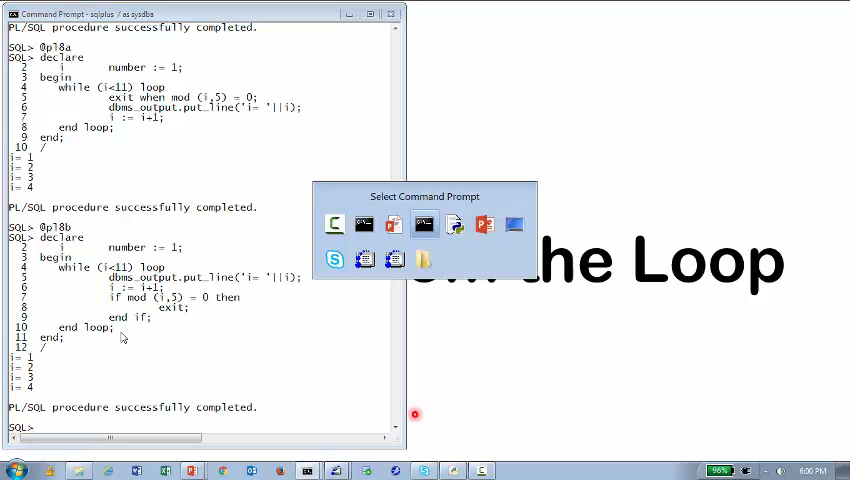 Command Prompt - sqlplus / as sysdba
PL/SQL procedure successfully completed.
SQL> @pl8a
SQL> declare
2 i number := 1;
3 begin
4 while (i<11) loop
5 exit when mod (i,5) = 0;
6 dbms_output.put_line('i= '||i);
7 i := i+1;
8 end loop;
9 end;
10 /
i= 1
i= 2
i= 3
i= 4
PL/SQL procedure successfully completed.
SQL> @pl8b
SQL> declare
2 i number := 1;
3 begin
4 while (i<11) loop
5 dbms_output.put_line('i= '||i);
6 i := i+1;
7 if mod (i,5) = 0 then
8 exit;
9 end if;
10 end loop;
11 end;
12 /
i= 1
i= 2
i= 3
i= 4
PL/SQL procedure successfully completed.
SQL>
Select Command Prompt
the Loop
96%
6:00 PM